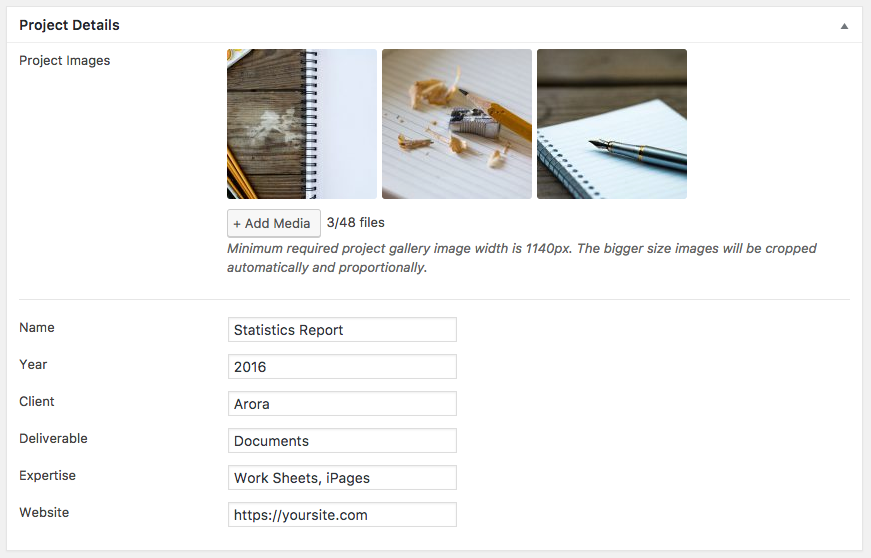 Project Details
Project Images
+ Add Media 3/48 files
Minimum required project gallery image width is 1140px. The bigger size images will be cropped
automatically and proportionally.
Name Statistics Report
Year 2016
Client Arora
Deliverable Documents
Expertise Work Sheets, iPages
Website https://yoursite.com